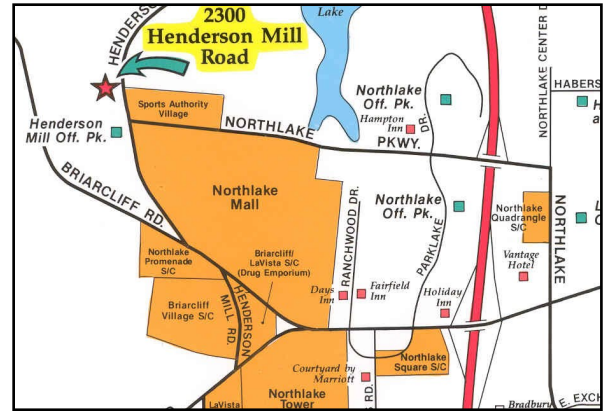 2300
Henderson Mill
Road
HENDERSON
Lake
Sports Authority
Village
Henderson
Mill Off. Pk.
NORTHLAKE
PKWY.
Northlake
Off. Pk.
Hampton
Inn
DR.
NORTHLAKE CENTER D
HABERS
BRIARCLIFF RD.
Northlake
Mall
RANCHWOOD DR.
Northlake
Off. Pk.
PARKLAKE
Northlake
Quadrangle
S/C
NORTHLAKE
Vantage
Hotel
Northlake
Promenade
S/C
Briarcliff/
LaVista S/C
(Drug Emporium)
Briarcliff
Village S/C
HENDERSON
MILL RD.
Days
Inn
Fairfield
Inn
Holiday
Inn
Courtyard by
Marriott
Northlake
Square S/C
LaVista
Northlake
Tower
RD.
Bradbury
E. EXCH